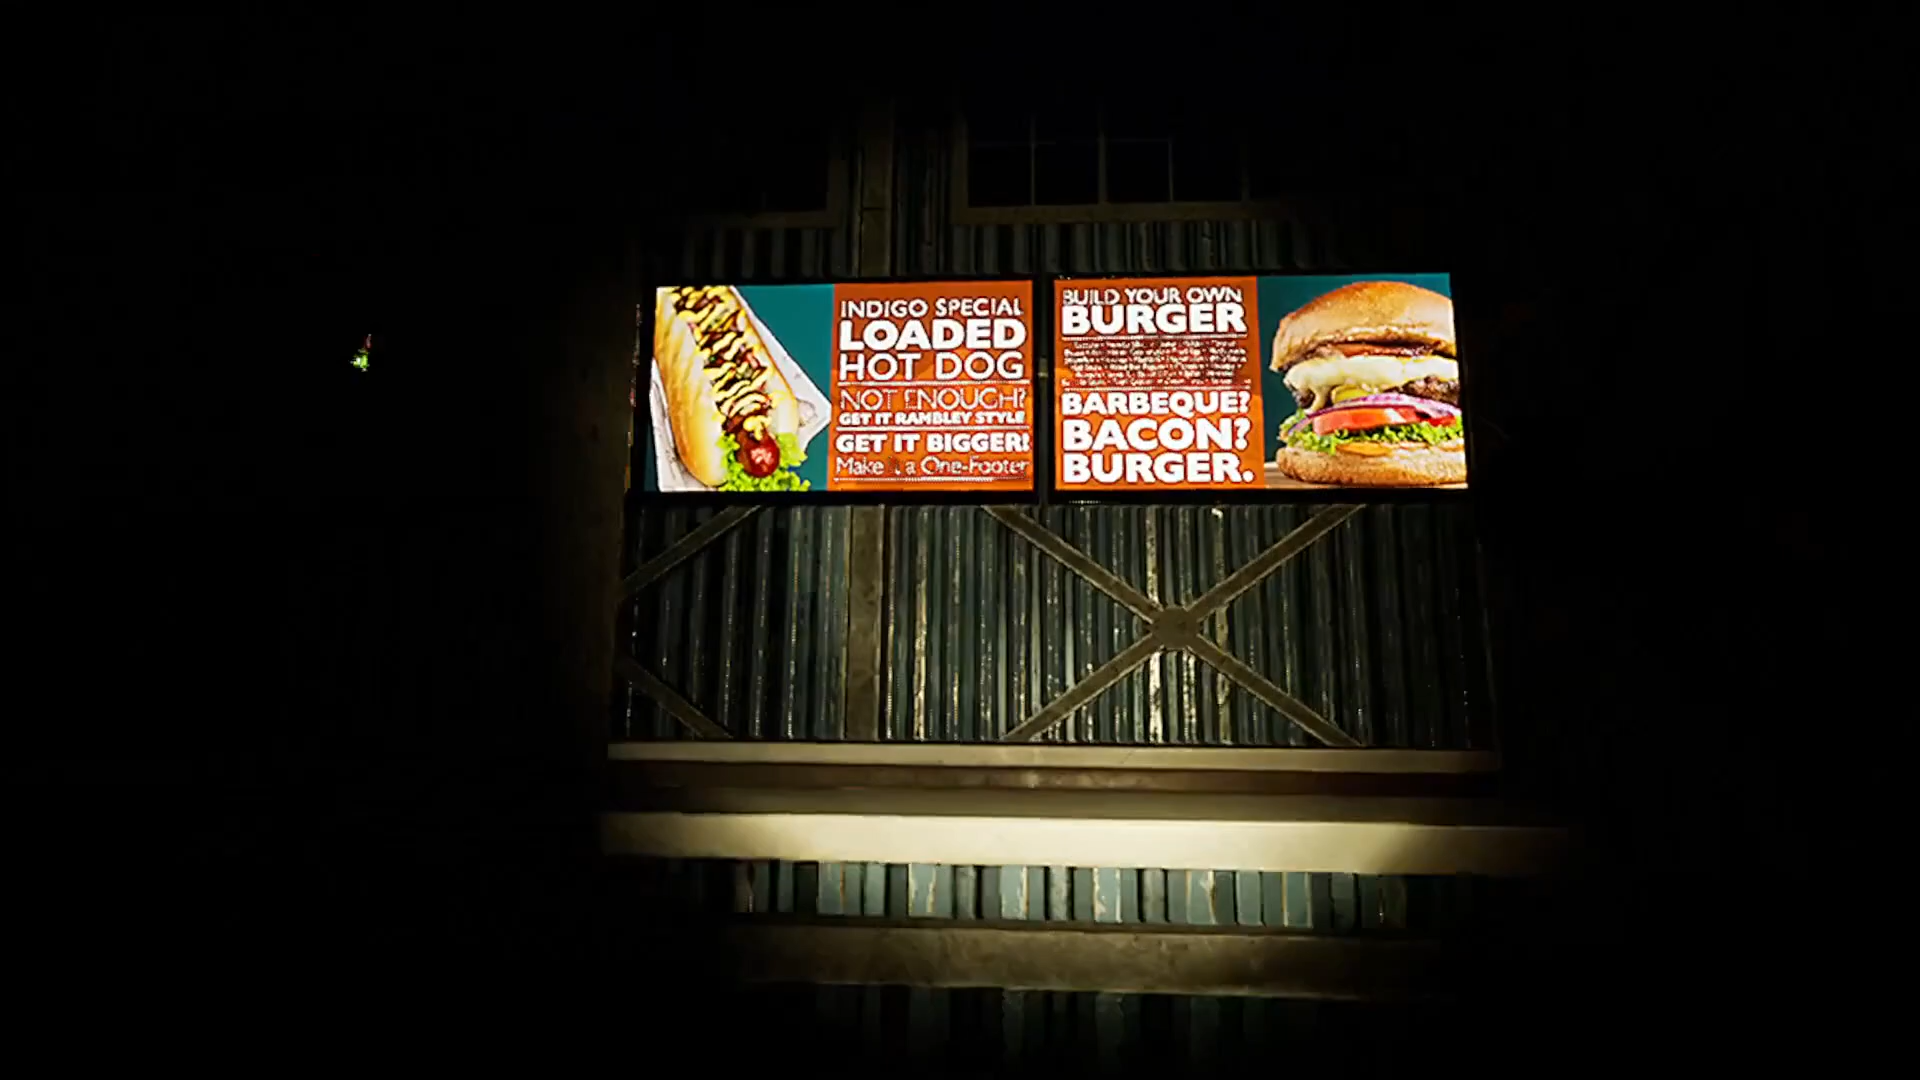 INDIGO SPECIAL
LOADED
HOT DOG
NOT ENOUGH?
GET IT RAMBLEY STYLE
GET IT BIGGER!
Make it a One-Footer
BUILD YOUR OWN
BURGER
BARBEQUE?
BACON?
BURGER.